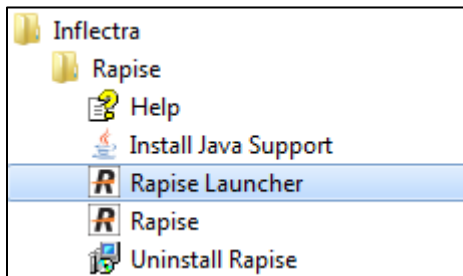 Inflectra
Rapise
Help
Install Java Support
Rapise Launcher
Rapise
Uninstall Rapise